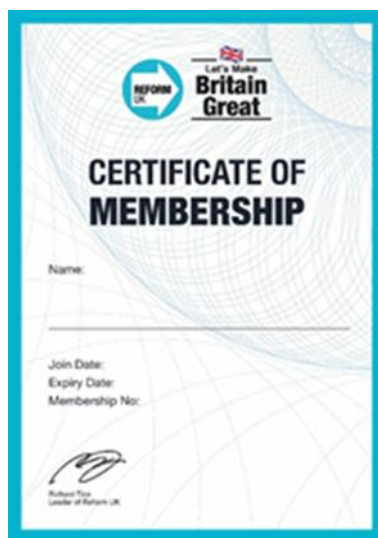 REFORM
UK
Let's Make
Britain
Great
CERTIFICATE OF
MEMBERSHIP
Name:
Join Date:
Expiry Date:
Membership No:
Richard Tice
Leader of Reform UK